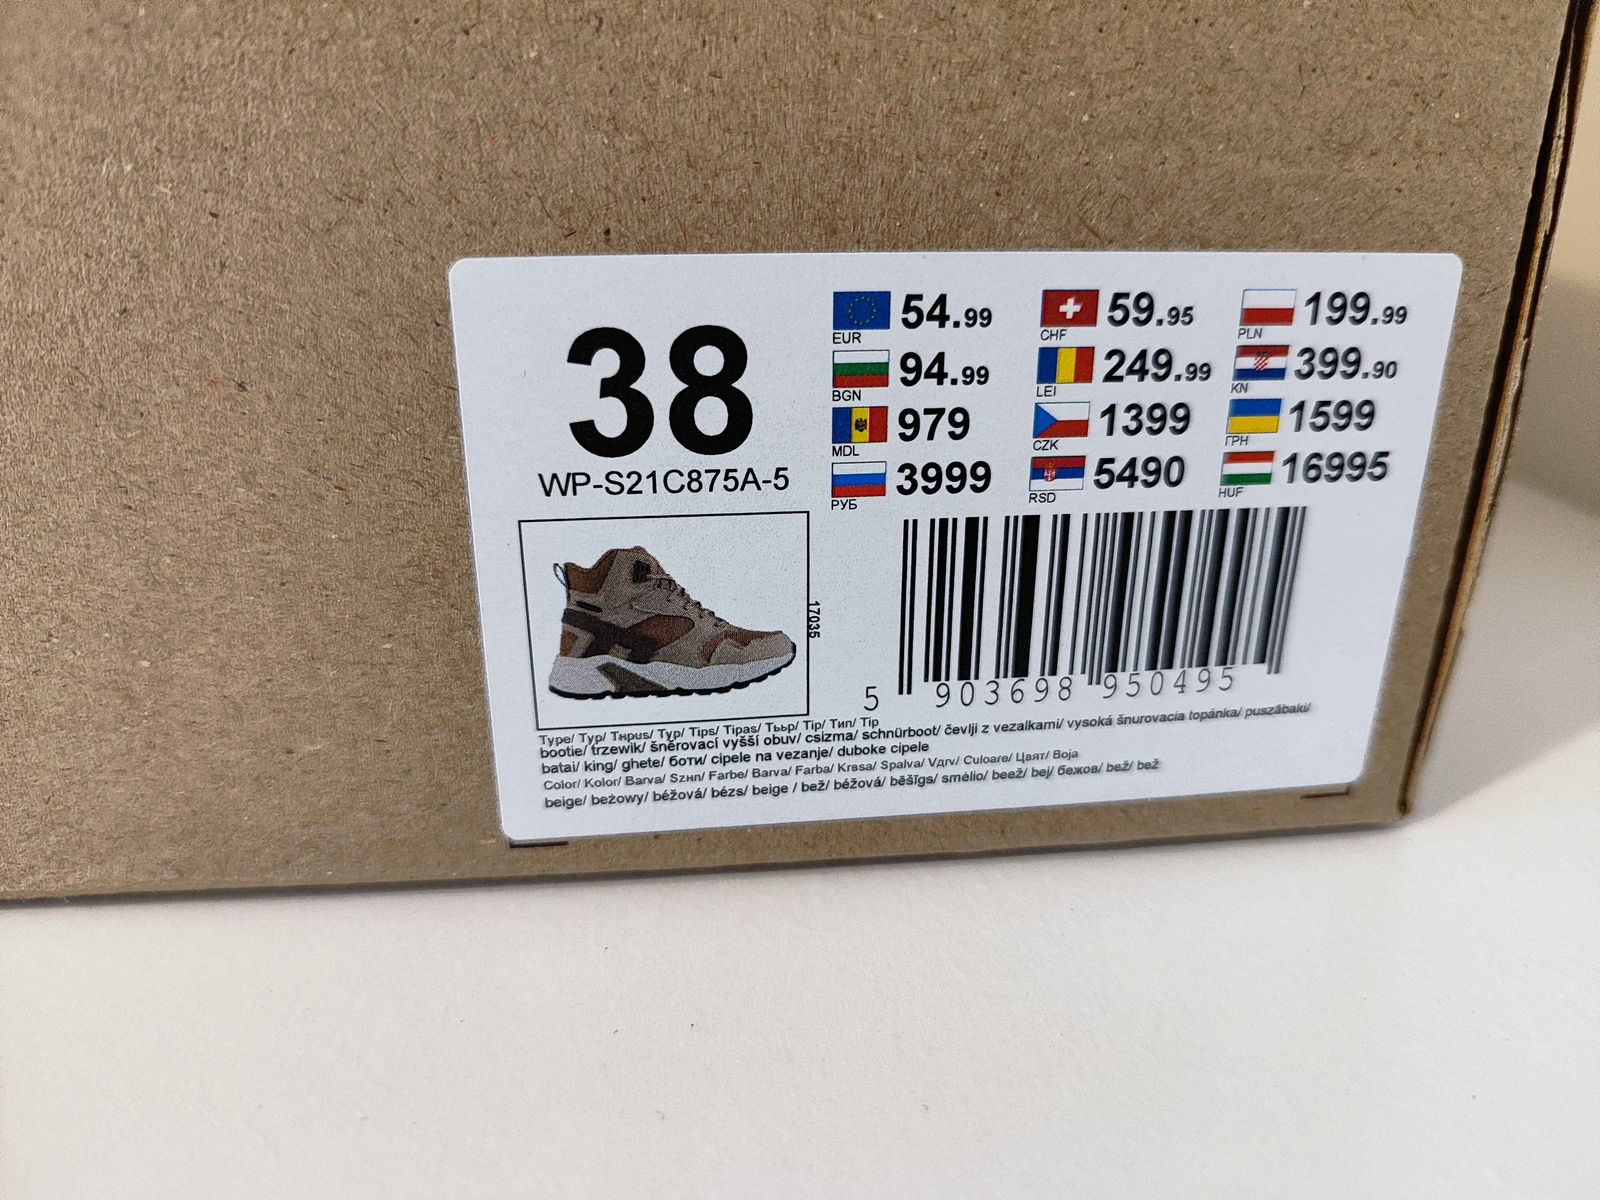 38
WP-S21C875A-5
EUR 54.99
CHF 59.95
PLN 199.99
BGN 94.99
LEI 249.99
KN 399.90
MDL 979
CZK 1399
ГРН 1599
РУБ 3999
RSD 5490
HUF 16995
17035
5 903698 950495
Type/ Typ/ Tнpus/ Tұp/ Tips/ Tipas/ Tььp/ Tip/ Тип/ Tip
bootie/ trzewik/ šněrovací vyšší obuv/ csizma/ schnürboot/ čevlji z vezalkami/ vysoká šnurovacia topánka/ puszābaki/
batai/ king/ ghete/ боти/ cipele na vezanje/ duboke cipele
Color/ Kolor/ Barva/ Szнn/ Farbe/ Barva/ Farba/ Krвsa/ Spalva/ Vдrv/ Culoare/ Цвят/ Boja
beige/ beżowy/ béžová/ bézs/ beige / bež/ béžová/ bēšīgs/ smėlio/ beež/ bej/ бежов/ bež/ bež